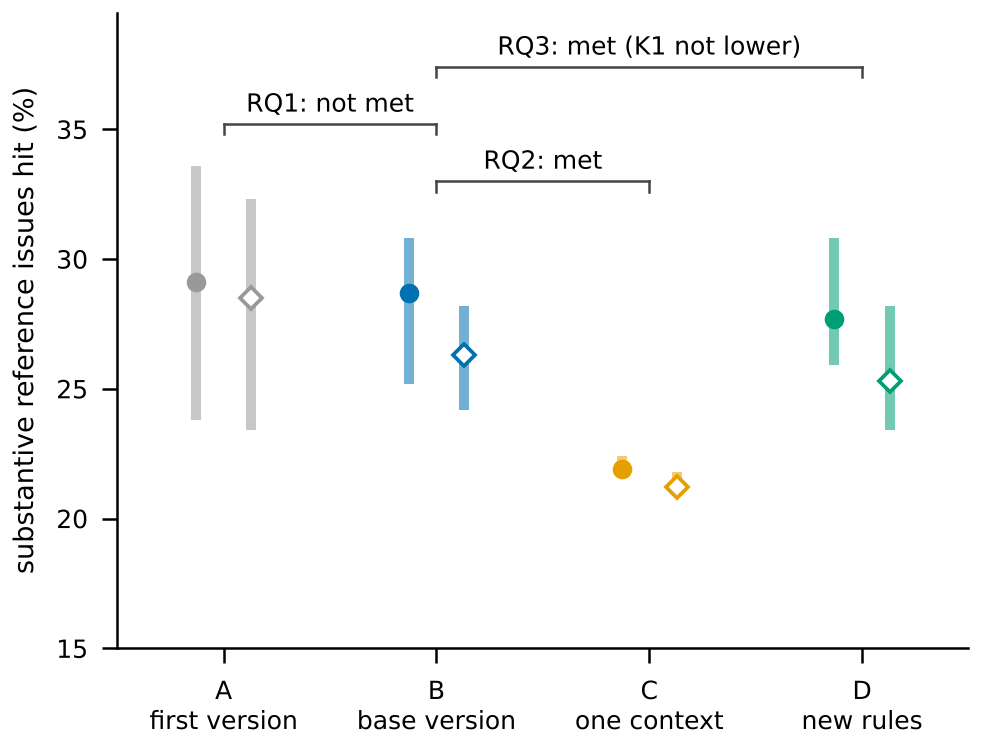 RQ3: met (K1 not lower)
RQ1: not met
RQ2: met
substantive reference issues hit (%)
35
30
25
20
15
A
first version
B
base version
C
one context
D
new rules